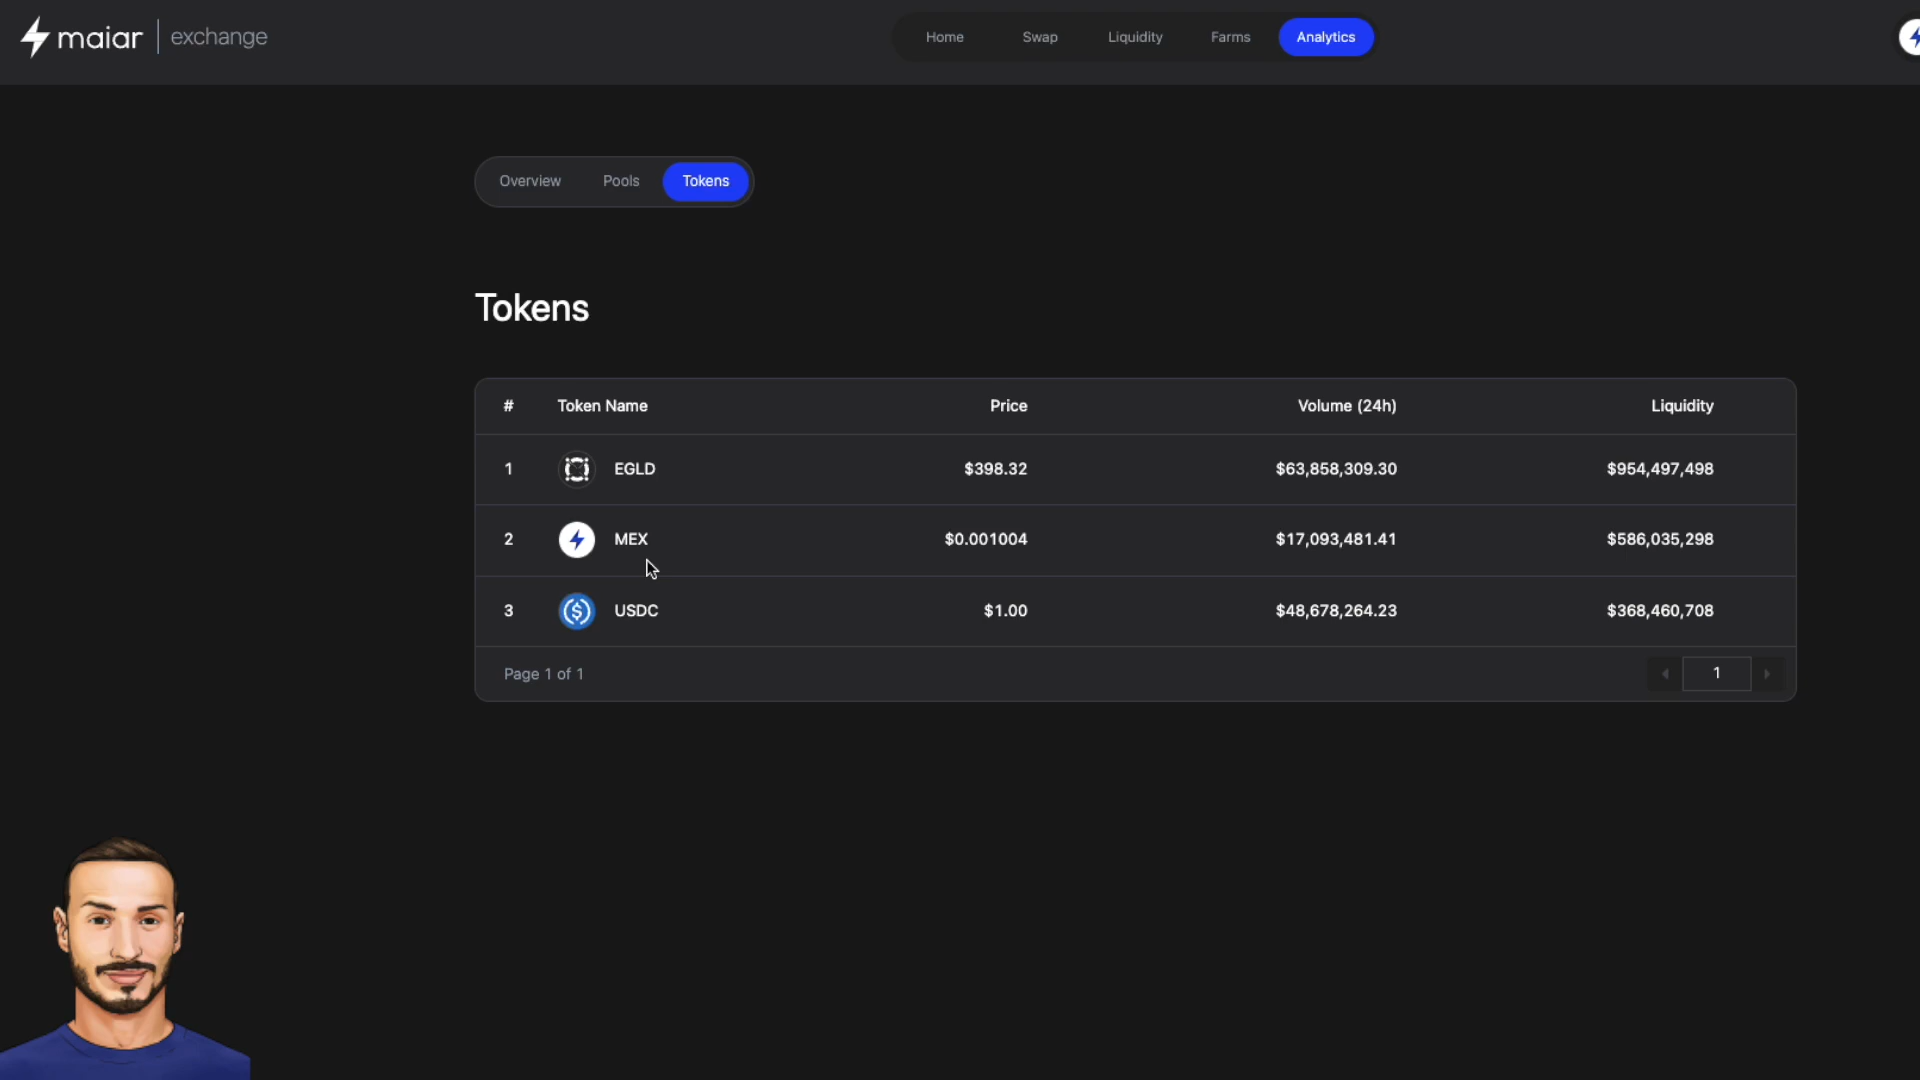 maiar | exchange
Home Swap Liquidity Farms Analytics
Overview Pools Tokens
Tokens
# Token Name Price Volume (24h) Liquidity
1 EGLD $398.32 $63,858,309.30 $954,497,498
2 MEX $0.001004 $17,093,481.41 $586,035,298
3 USDC $1.00 $48,678,264.23 $368,460,708
Page 1 of 1 1